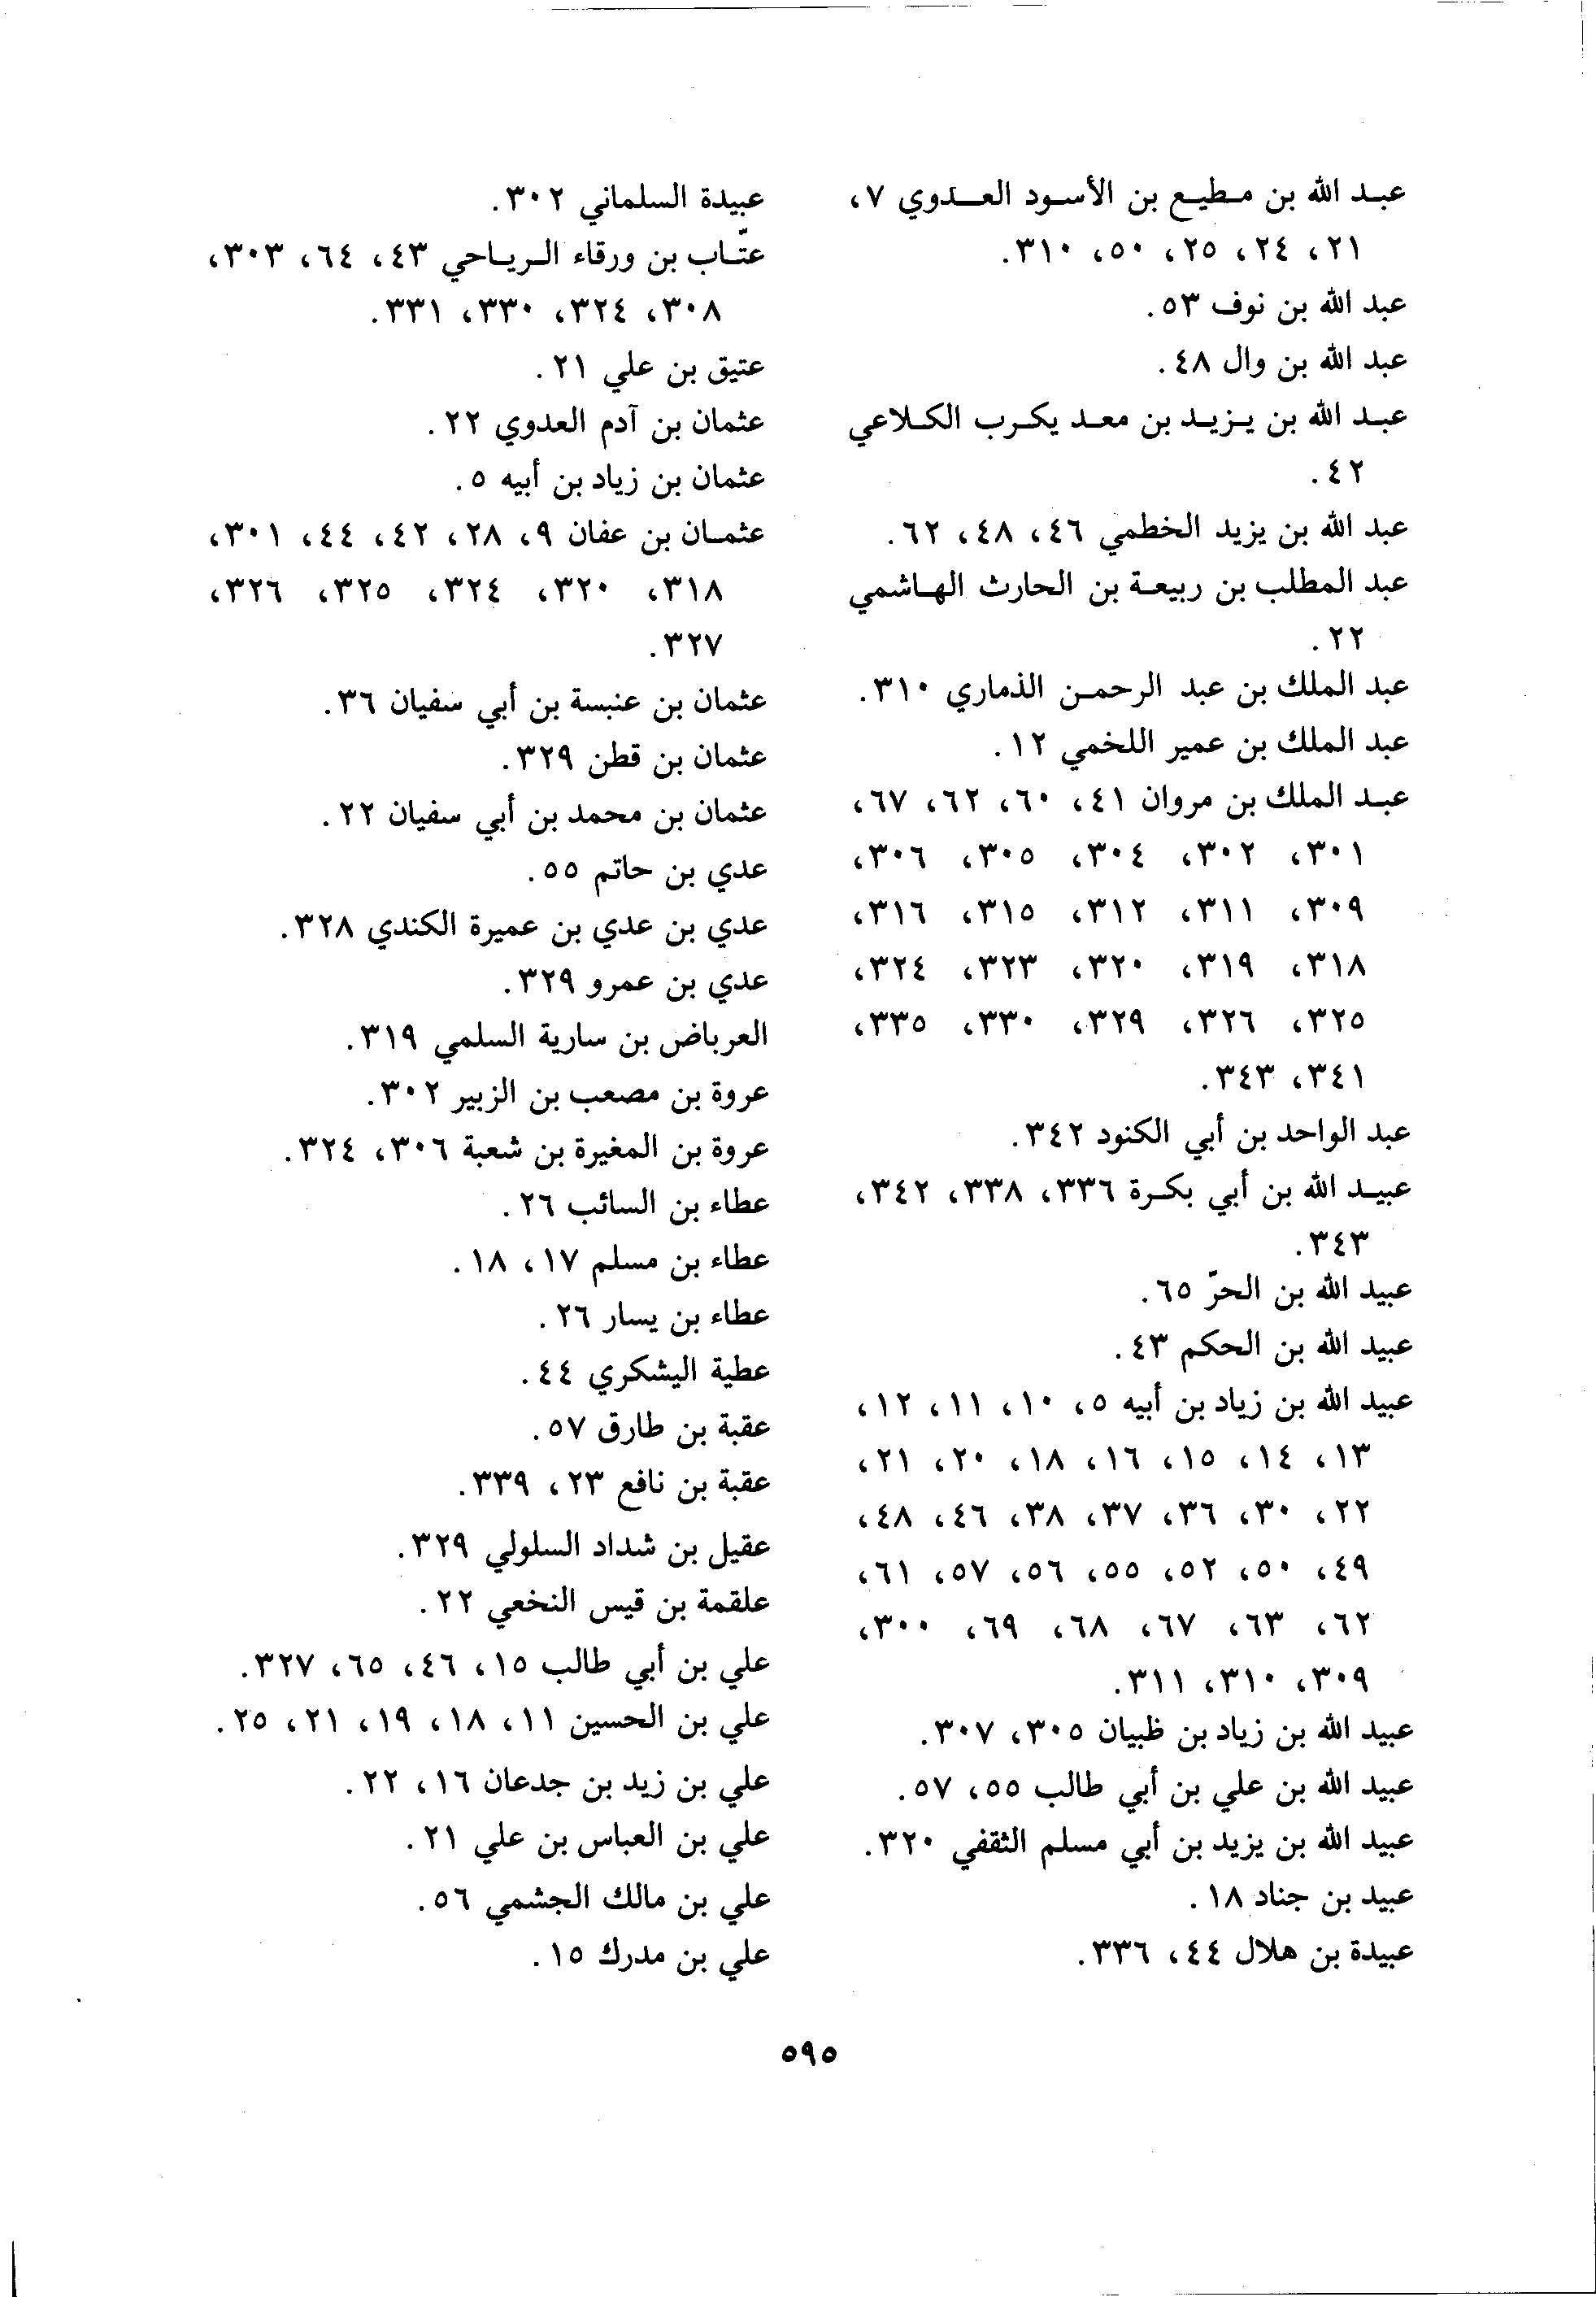 عبد الله بن مطيع بن الأسود العدوي ٧،
٢١، ٢٤، ٢٥، ٥٠، ٣١٠.
عبد الله بن نوف ٥٣.
عبد الله بن وال ٤٨.
عبد الله بن يزيد بن معد يكرب الكلاعي
٤٢.
عبد الله بن يزيد الخطمي ٤٦، ٤٨، ٦٢.
عبد المطلب بن ربيعة بن الحارث الهاشمي
٢٢.
عبد الملك بن عبد الرحمن الذماري ٣١٠.
عبد الملك بن عمير اللخمي ١٢.
عبد الملك بن مروان ٤١، ٦٠، ٦٢، ٦٧،
٣٠١، ٣٠٢، ٣٠٤، ٣٠٥، ٣٠٦،
٣٠٩، ٣١١، ٣١٢، ٣١٥، ٣١٦،
٣١٨، ٣١٩، ٣٢٠، ٣٢٣، ٣٢٤،
٣٢٥، ٣٢٦، ٣٢٩، ٣٣٠، ٣٣٥،
٣٤١، ٣٤٣.
عبد الواحد بن أبي الكنود ٣٤٢.
عبيد الله بن أبي بكرة ٣٣٦، ٣٣٨، ٣٤٢،
٣٤٣.
عبيد الله بن الحرّ ٦٥.
عبيد الله بن الحكم ٤٣.
عبيد الله بن زياد بن أبيه ٥، ١٠، ١١، ١٢،
١٣، ١٤، ١٥، ١٦، ١٨، ٢٠، ٢١،
٢٢، ٣٠، ٣٦، ٣٧، ٣٨، ٤٦، ٤٨،
٤٩، ٥٠، ٥٢، ٥٥، ٥٦، ٥٧، ٦١،
٦٢، ٦٣، ٦٧، ٦٨، ٦٩، ٣٠٠،
٣٠٩، ٣١٠، ٣١١.
عبيد الله بن زياد بن ظبيان ٣٠٥، ٣٠٧.
عبيد الله بن علي بن أبي طالب ٥٥، ٥٧.
عبيد الله بن يزيد بن أبي مسلم الثقفي ٣٢٠.
عبيد بن جناد ١٨.
عبيدة بن هلال ٤٤، ٣٣٦.
عبيدة السلماني ٣٠٢.
عتّاب بن ورقاء الرياحي ٤٣، ٦٤، ٣٠٣،
٣٠٨، ٣٢٤، ٣٣٠، ٣٣١.
عتيق بن علي ٢١.
عثمان بن آدم العدوي ٢٢.
عثمان بن زياد بن أبيه ٥.
عثمان بن عفان ٩، ٢٨، ٤٢، ٤٤، ٣٠١،
٣١٨، ٣٢٠، ٣٢٤، ٣٢٥، ٣٢٦،
٣٢٧.
عثمان بن عنبسة بن أبي سفيان ٣٦.
عثمان بن قطن ٣٢٩.
عثمان بن محمد بن أبي سفيان ٢٢.
عدي بن حاتم ٥٥.
عدي بن عدي بن عميرة الكندي ٣٢٨.
عدي بن عمرو ٣٢٩.
العرباض بن سارية السلمي ٣١٩.
عروة بن مصعب بن الزبير ٣٠٢.
عروة بن المغيرة بن شعبة ٣٠٦، ٣٢٤.
عطاء بن السائب ٢٦.
عطاء بن مسلم ١٧، ١٨.
عطاء بن يسار ٢٦.
عطية اليشكري ٤٤.
عقبة بن طارق ٥٧.
عقبة بن نافع ٢٣، ٣٣٩.
عقيل بن شداد السلولي ٣٢٩.
علقمة بن قيس النخعي ٢٢.
علي بن أبي طالب ١٥، ٤٦، ٦٥، ٣٢٧.
علي بن الحسين ١١، ١٨، ١٩، ٢١، ٢٥.
علي بن زيد بن جدعان ١٦، ٢٢.
علي بن العباس بن علي ٢١.
علي بن مالك الجشمي ٥٦.
علي بن مدرك ١٥.
٥٩٥